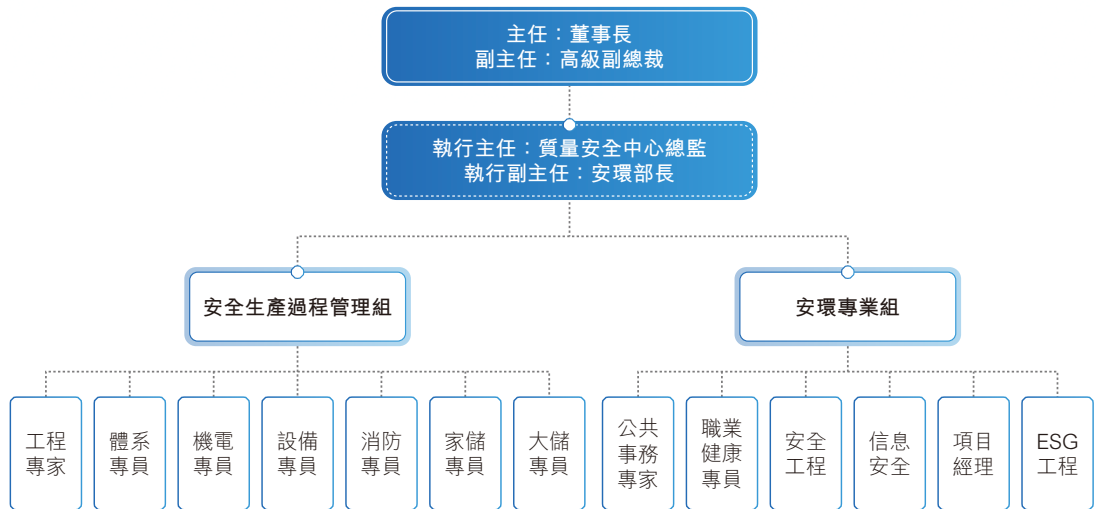 主任：董事長
副主任：高級副總裁
執行主任：質量安全中心總監
執行副主任：安環部長
安全生產過程管理組
安環專業組
工程
專家
體系
專員
機電
專員
設備
專員
消防
專員
家儲
專員
大儲
專員
公共
事務
專家
職業
健康
專員
安全
工程
信息
安全
項目
經理
ESG
工程